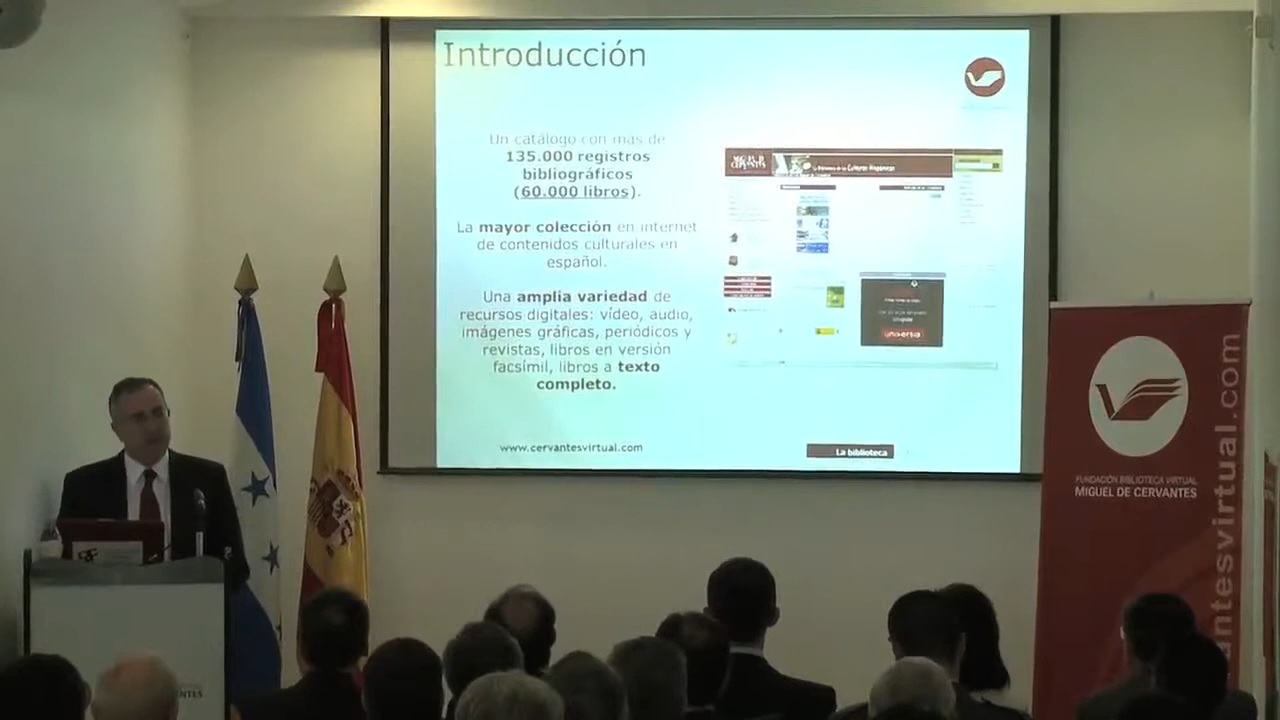 Introducción
Un catálogo con más de
135.000 registros
bibliográficos
(60.000 libros).
La mayor colección en internet
de contenidos culturales en
español.
Una amplia variedad de
recursos digitales: vídeo, audio,
imágenes gráficas, periódicos y
revistas, libros en versión
facsímil, libros a texto
completo.
www.cervantesvirtual.com
La biblioteca
universia
FUNDACIÓN BIBLIOTECA VIRTUAL
MIGUEL DE CERVANTES
antesvirtual.com